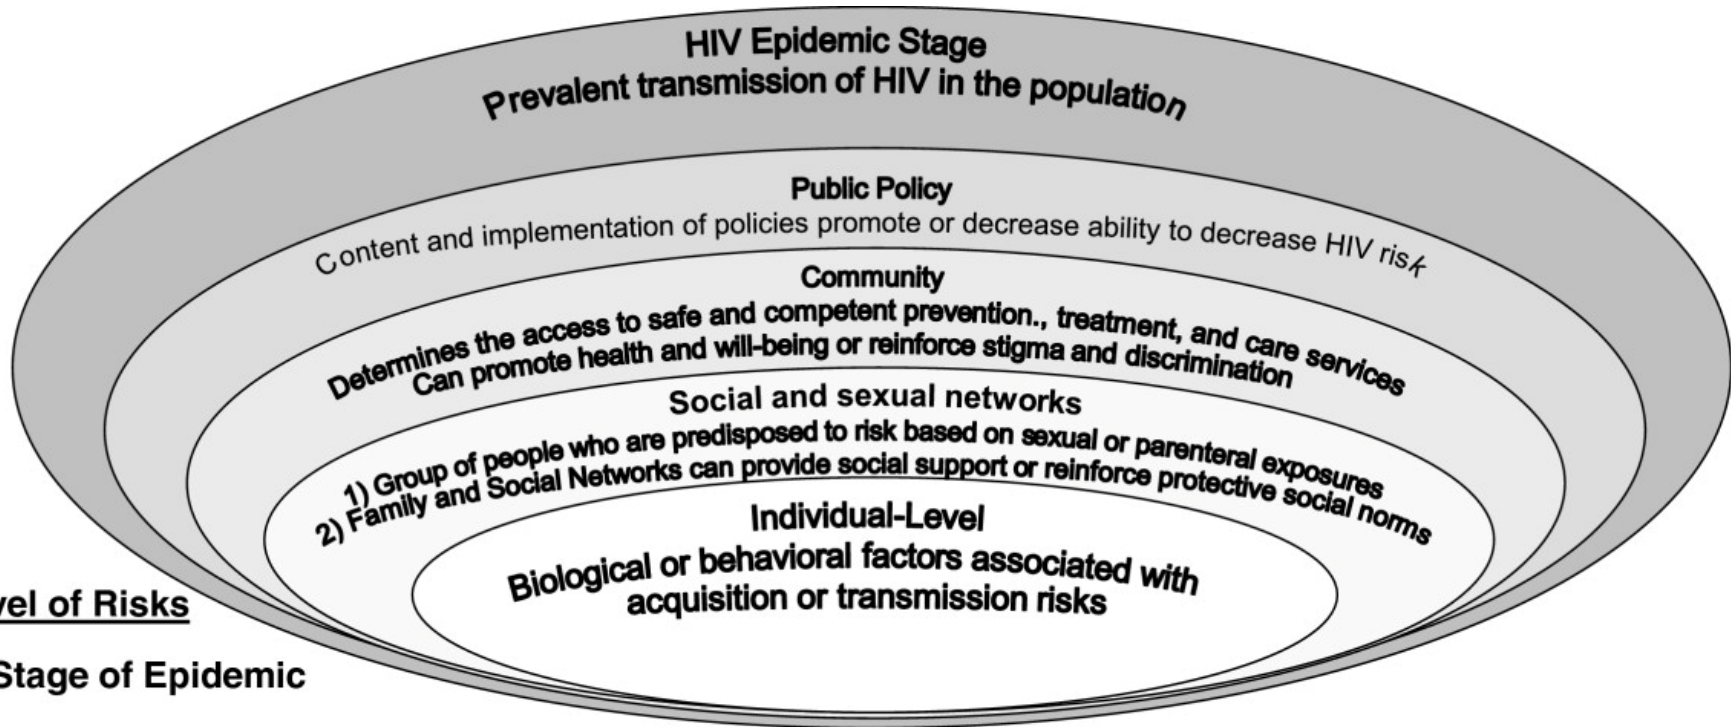 HIV Epidemic Stage
Prevalent transmission of HIV in the population
Public Policy
Content and implementation of policies promote or decrease ability to decrease HIV risk
Community
Determines the access to safe and competent prevention., treatment, and care services
Can promote health and will-being or reinforce stigma and discrimination
Social and sexual networks
1) Group of people who are predisposed to risk based on sexual or parenteral exposures
2) Family and Social Networks can provide social support or reinforce protective social norms
Individual-Level
Biological or behavioral factors associated with
acquisition or transmission risks
of Risks
Stage of Epidemic